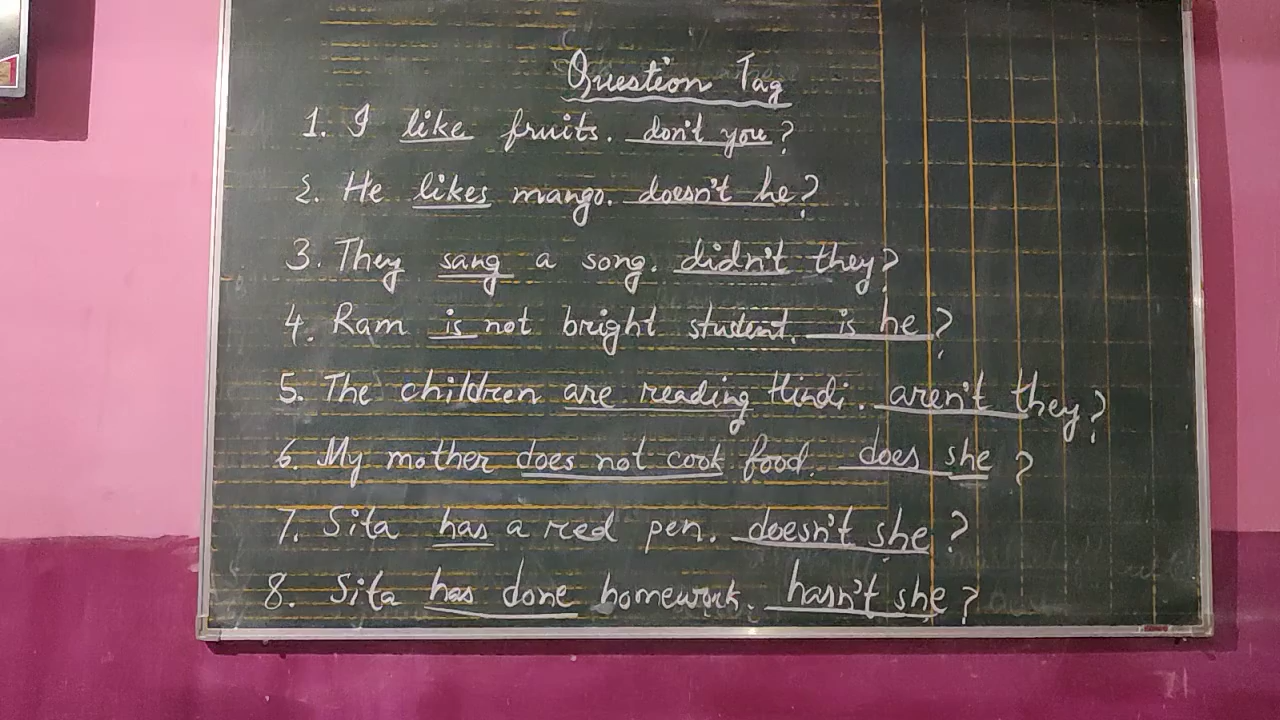 Question Tag
1. I like fruits. don't you?
2. He likes mango. doesn't he?
3. They sang a song. didn't they?
4. Ram is not bright student. is he?
5. The children are reading Hindi. aren't they?
6. My mother does not cook food. does she ?
7. Sita has a red pen. doesn't she?
8. Sita has done homework. hasn't she?